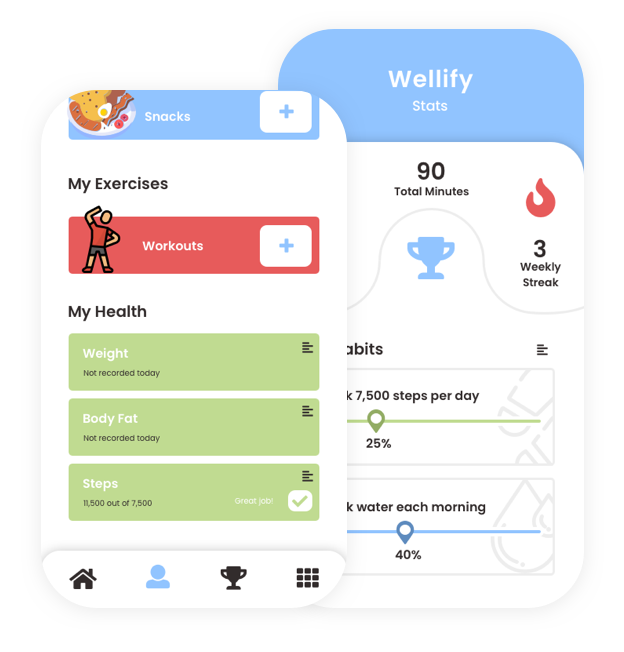 Wellify
Stats
Snacks
My Exercises
Workouts
My Health
Weight
Not recorded today
Body Fat
Not recorded today
Steps
11,500 out of 7,500
Great job!
90
Total Minutes
3
Weekly
Streak
abits
k 7,500 steps per day
25%
k water each morning
40%